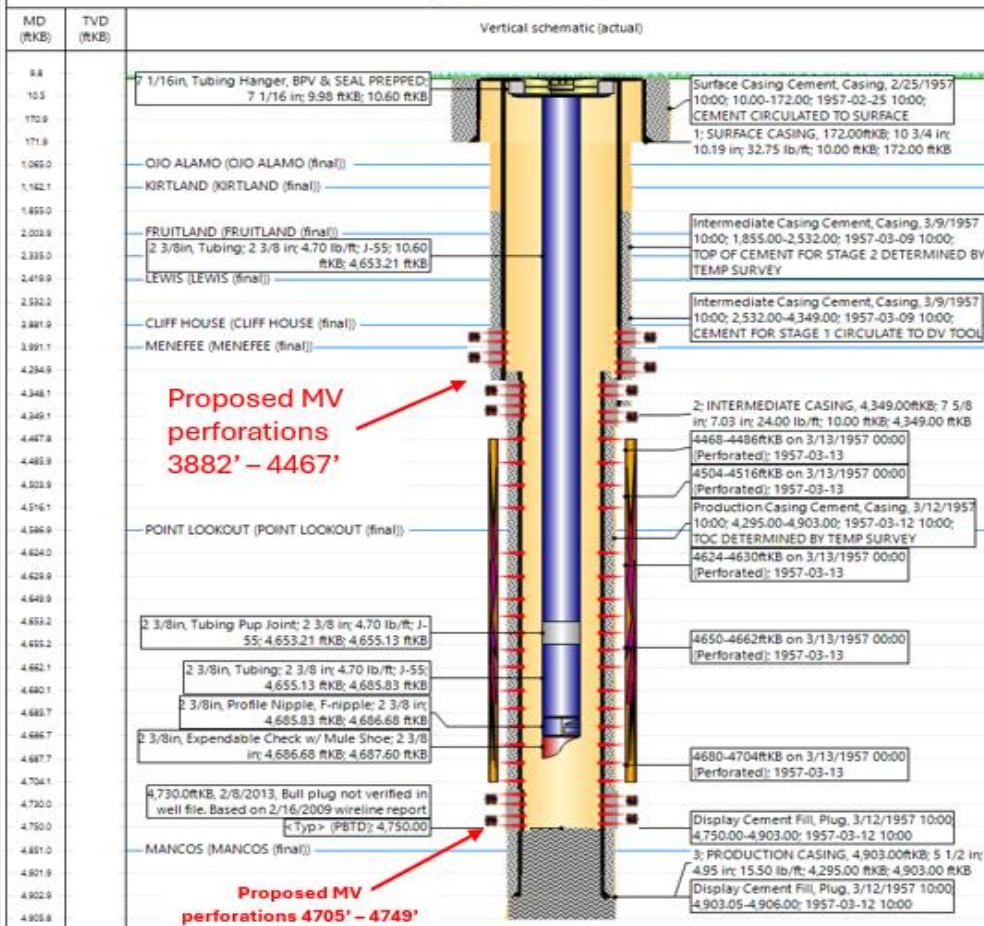 MD
(ftKB)
TVD
(ftKB)
Vertical schematic (actual)
9.8
10.5
170.9
171.9
1,065.0
1,162.1
1,855.0
2,003.9
2,335.0
2,419.9
2,532.2
3,881.9
3,991.1
4,294.9
4,348.1
4,349.1
4,467.8
4,485.9
4,503.9
4,516.1
4,586.9
4,624.0
4,629.9
4,649.9
4,653.2
4,655.2
4,662.1
4,680.1
4,685.7
4,686.7
4,687.7
4,704.1
4,730.0
4,750.0
4,851.0
4,901.9
4,902.9
4,905.8
7 1/16in, Tubing Hanger, BPV & SEAL PREPPED;
7 1/16 in; 9.98 ftKB; 10.60 ftKB
OJO ALAMO (OJO ALAMO (final))
KIRTLAND (KIRTLAND (final))
FRUITLAND (FRUITLAND (final))
2 3/8in, Tubing; 2 3/8 in; 4.70 lb/ft; J-55; 10.60
ftKB; 4,653.21 ftKB
LEWIS (LEWIS (final))
CLIFF HOUSE (CLIFF HOUSE (final))
MENEFEE (MENEFEE (final))
Proposed MV
perforations
3882' – 4467'
POINT LOOKOUT (POINT LOOKOUT (final))
2 3/8in, Tubing Pup Joint; 2 3/8 in; 4.70 lb/ft; J-
55; 4,653.21 ftKB; 4,655.13 ftKB
2 3/8in, Tubing; 2 3/8 in; 4.70 lb/ft; J-55;
4,655.13 ftKB; 4,685.83 ftKB
2 3/8in, Profile Nipple, F-nipple; 2 3/8 in;
4,685.83 ftKB; 4,686.68 ftKB
2 3/8in, Expendable Check w/ Mule Shoe; 2 3/8
in; 4,686.68 ftKB; 4,687.60 ftKB
4,730.0ftKB, 2/8/2013, Bull plug not verified in
well file. Based on 2/16/2009 wireline report
<Typ> (PBTD); 4,750.00
MANCOS (MANCOS (final))
Proposed MV
perforations 4705' – 4749'
Surface Casing Cement, Casing, 2/25/1957
10:00; 10.00-172.00; 1957-02-25 10:00;
CEMENT CIRCULATED TO SURFACE
1; SURFACE CASING, 172.00ftKB; 10 3/4 in;
10.19 in; 32.75 lb/ft; 10.00 ftKB; 172.00 ftKB
Intermediate Casing Cement, Casing, 3/9/1957
10:00; 1,855.00-2,532.00; 1957-03-09 10:00;
TOP OF CEMENT FOR STAGE 2 DETERMINED BY
TEMP SURVEY
Intermediate Casing Cement, Casing, 3/9/1957
10:00; 2,532.00-4,349.00; 1957-03-09 10:00;
CEMENT FOR STAGE 1 CIRCULATE TO DV TOOL
2; INTERMEDIATE CASING, 4,349.00ftKB; 7 5/8
in; 7.03 in; 24.00 lb/ft; 10.00 ftKB; 4,349.00 ftKB
4468-4486ftKB on 3/13/1957 00:00
(Perforated); 1957-03-13
4504-4516ftKB on 3/13/1957 00:00
(Perforated); 1957-03-13
Production Casing Cement, Casing, 3/12/1957
10:00; 4,295.00-4,903.00; 1957-03-12 10:00;
TOC DETERMINED BY TEMP SURVEY
4624-4630ftKB on 3/13/1957 00:00
(Perforated); 1957-03-13
4650-4662ftKB on 3/13/1957 00:00
(Perforated); 1957-03-13
4680-4704ftKB on 3/13/1957 00:00
(Perforated); 1957-03-13
Display Cement Fill, Plug, 3/12/1957 10:00;
4,750.00-4,903.00; 1957-03-12 10:00
3; PRODUCTION CASING, 4,903.00ftKB; 5 1/2 in;
4.95 in; 15.50 lb/ft; 4,295.00 ftKB; 4,903.00 ftKB
Display Cement Fill, Plug, 3/12/1957 10:00;
4,903.05-4,906.00; 1957-03-12 10:00